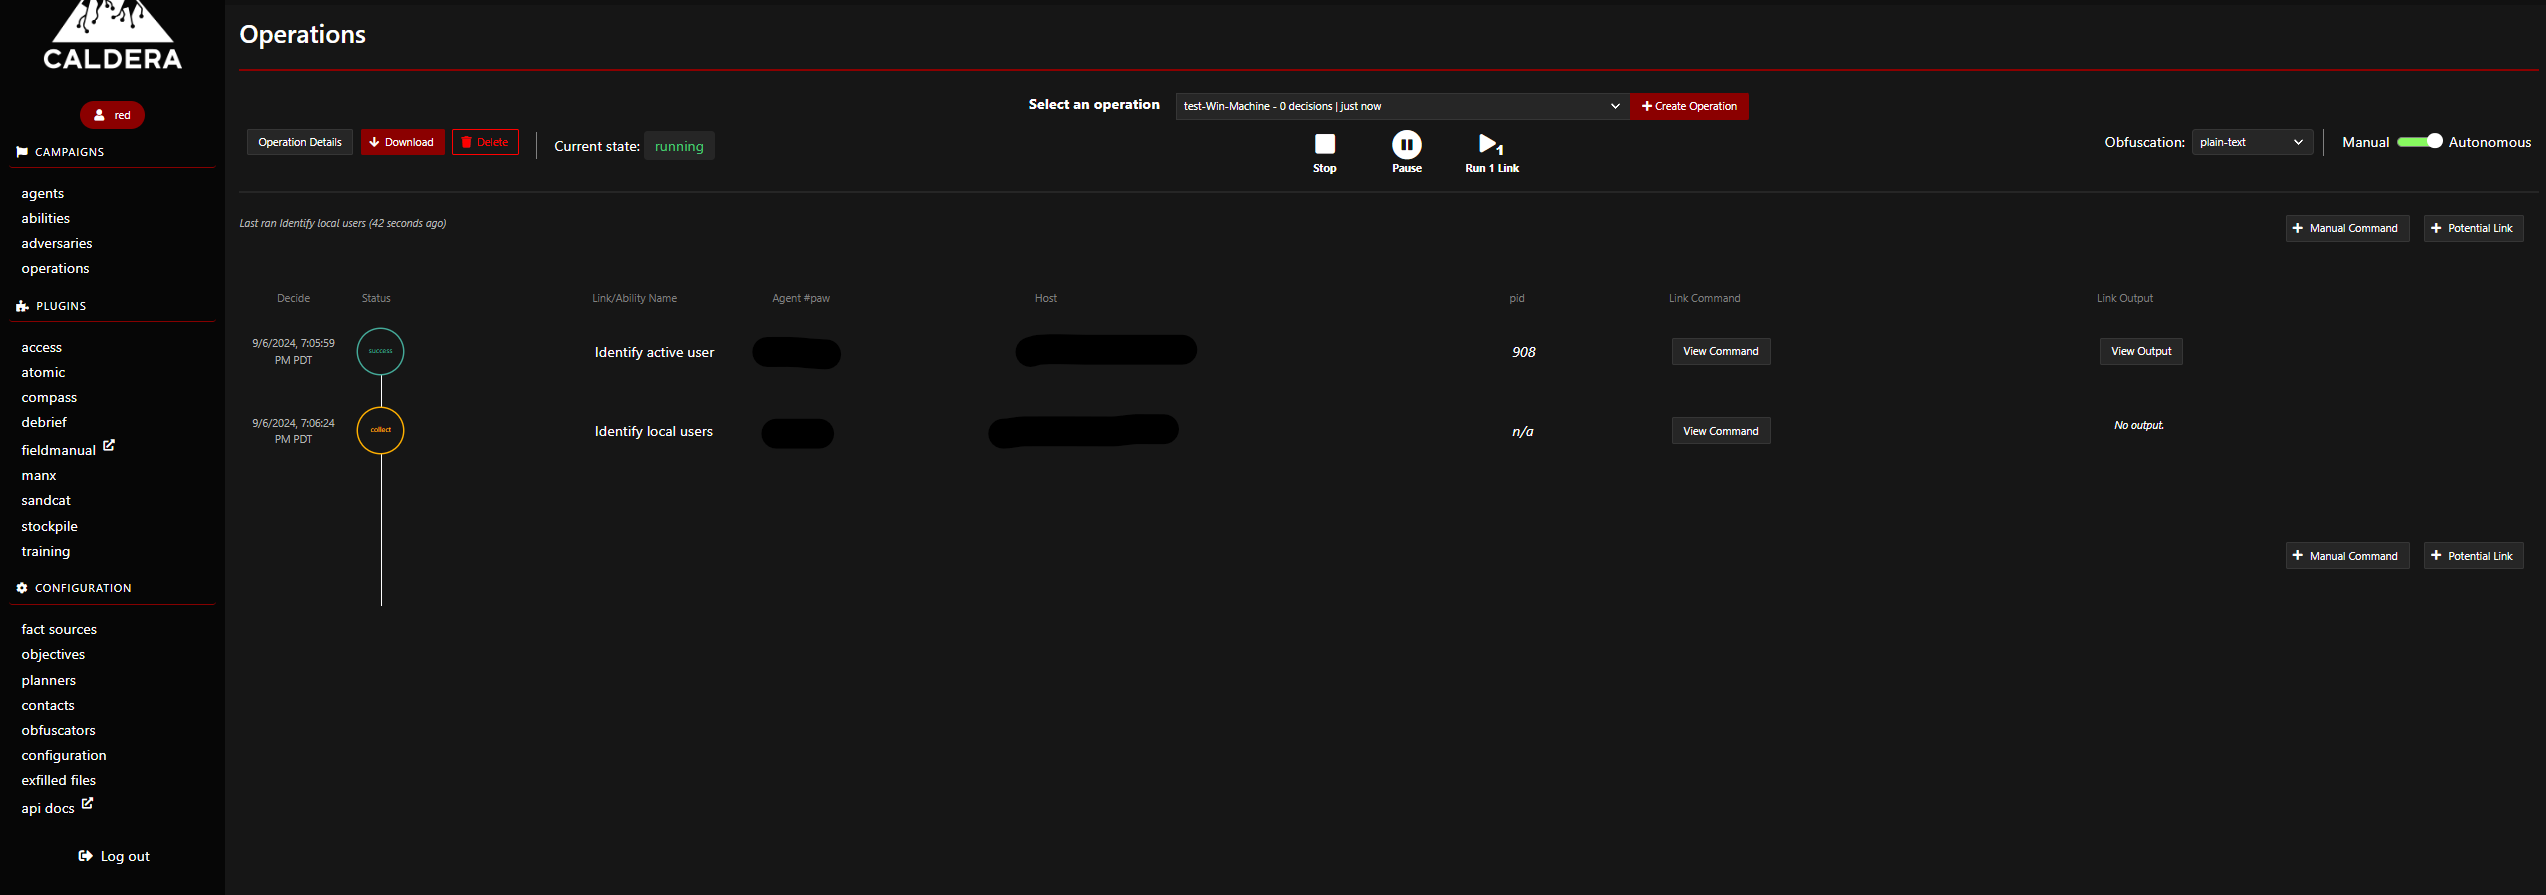 CALDERA
red
CAMPAIGNS
agents
abilities
adversaries
operations
PLUGINS
access
atomic
compass
debrief
fieldmanual
manx
sandcat
stockpile
training
CONFIGURATION
fact sources
objectives
planners
contacts
obfuscators
configuration
exfilled files
api docs
Log out
Operations
Select an operation test-Win-Machine - 0 decisions | just now Create Operation
Operation Details Download Delete Current state: running
Stop Pause Run 1 Link
1
Obfuscation: plain-text Manual Autonomous
Last ran Identify local users (42 seconds ago)
Manual Command Potential Link
Decide Status Link/Ability Name Agent #paw Host pid Link Command Link Output
9/6/2024, 7:05:59
PM PDT
success Identify active user 908 View Command View Output
9/6/2024, 7:06:24
PM PDT
collect Identify local users n/a View Command No output.
Manual Command Potential Link